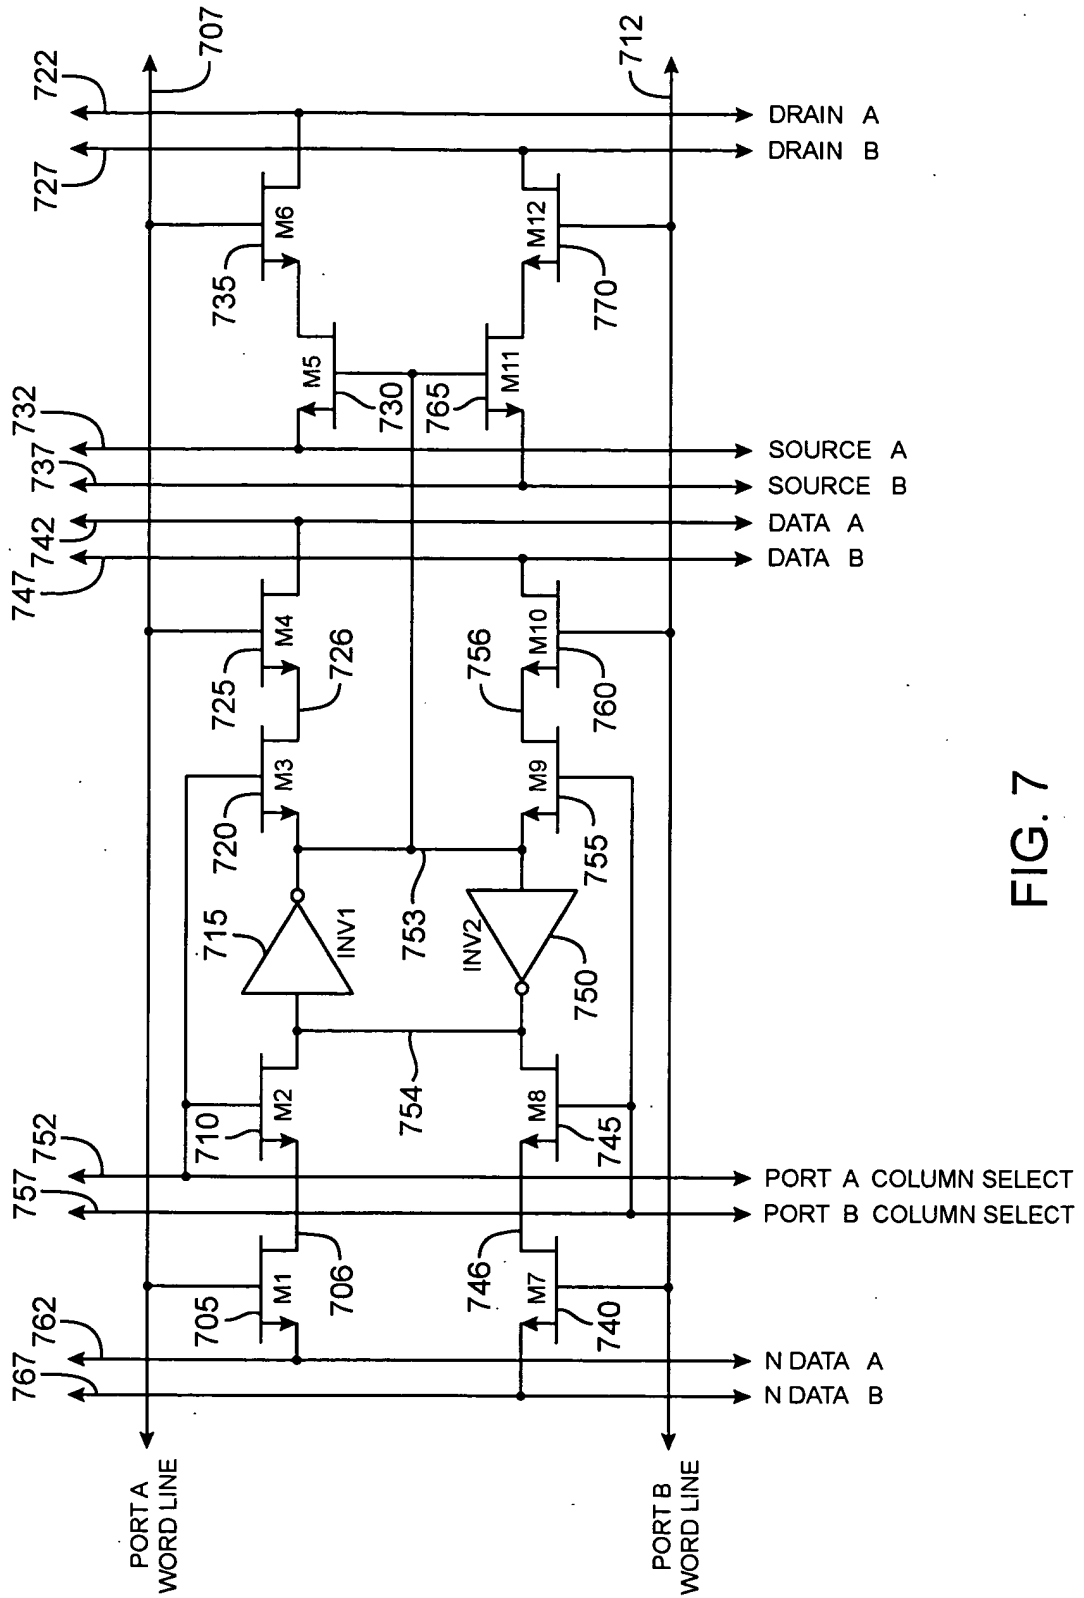 722
707
727
732
737
742
747
752
757
762
767
712
735
M6
M12
770
DRAIN A
DRAIN B
M5
730
765
M11
SOURCE A
SOURCE B
DATA A
DATA B
725
M4
726
756
M10
760
720
M3
M9
755
715
INV1
753
INV2
750
710
M2
754
M8
745
PORT A COLUMN SELECT
PORT B COLUMN SELECT
705
M1
706
746
M7
740
N DATA A
N DATA B
PORT A
WORD LINE
PORT B
WORD LINE
FIG. 7